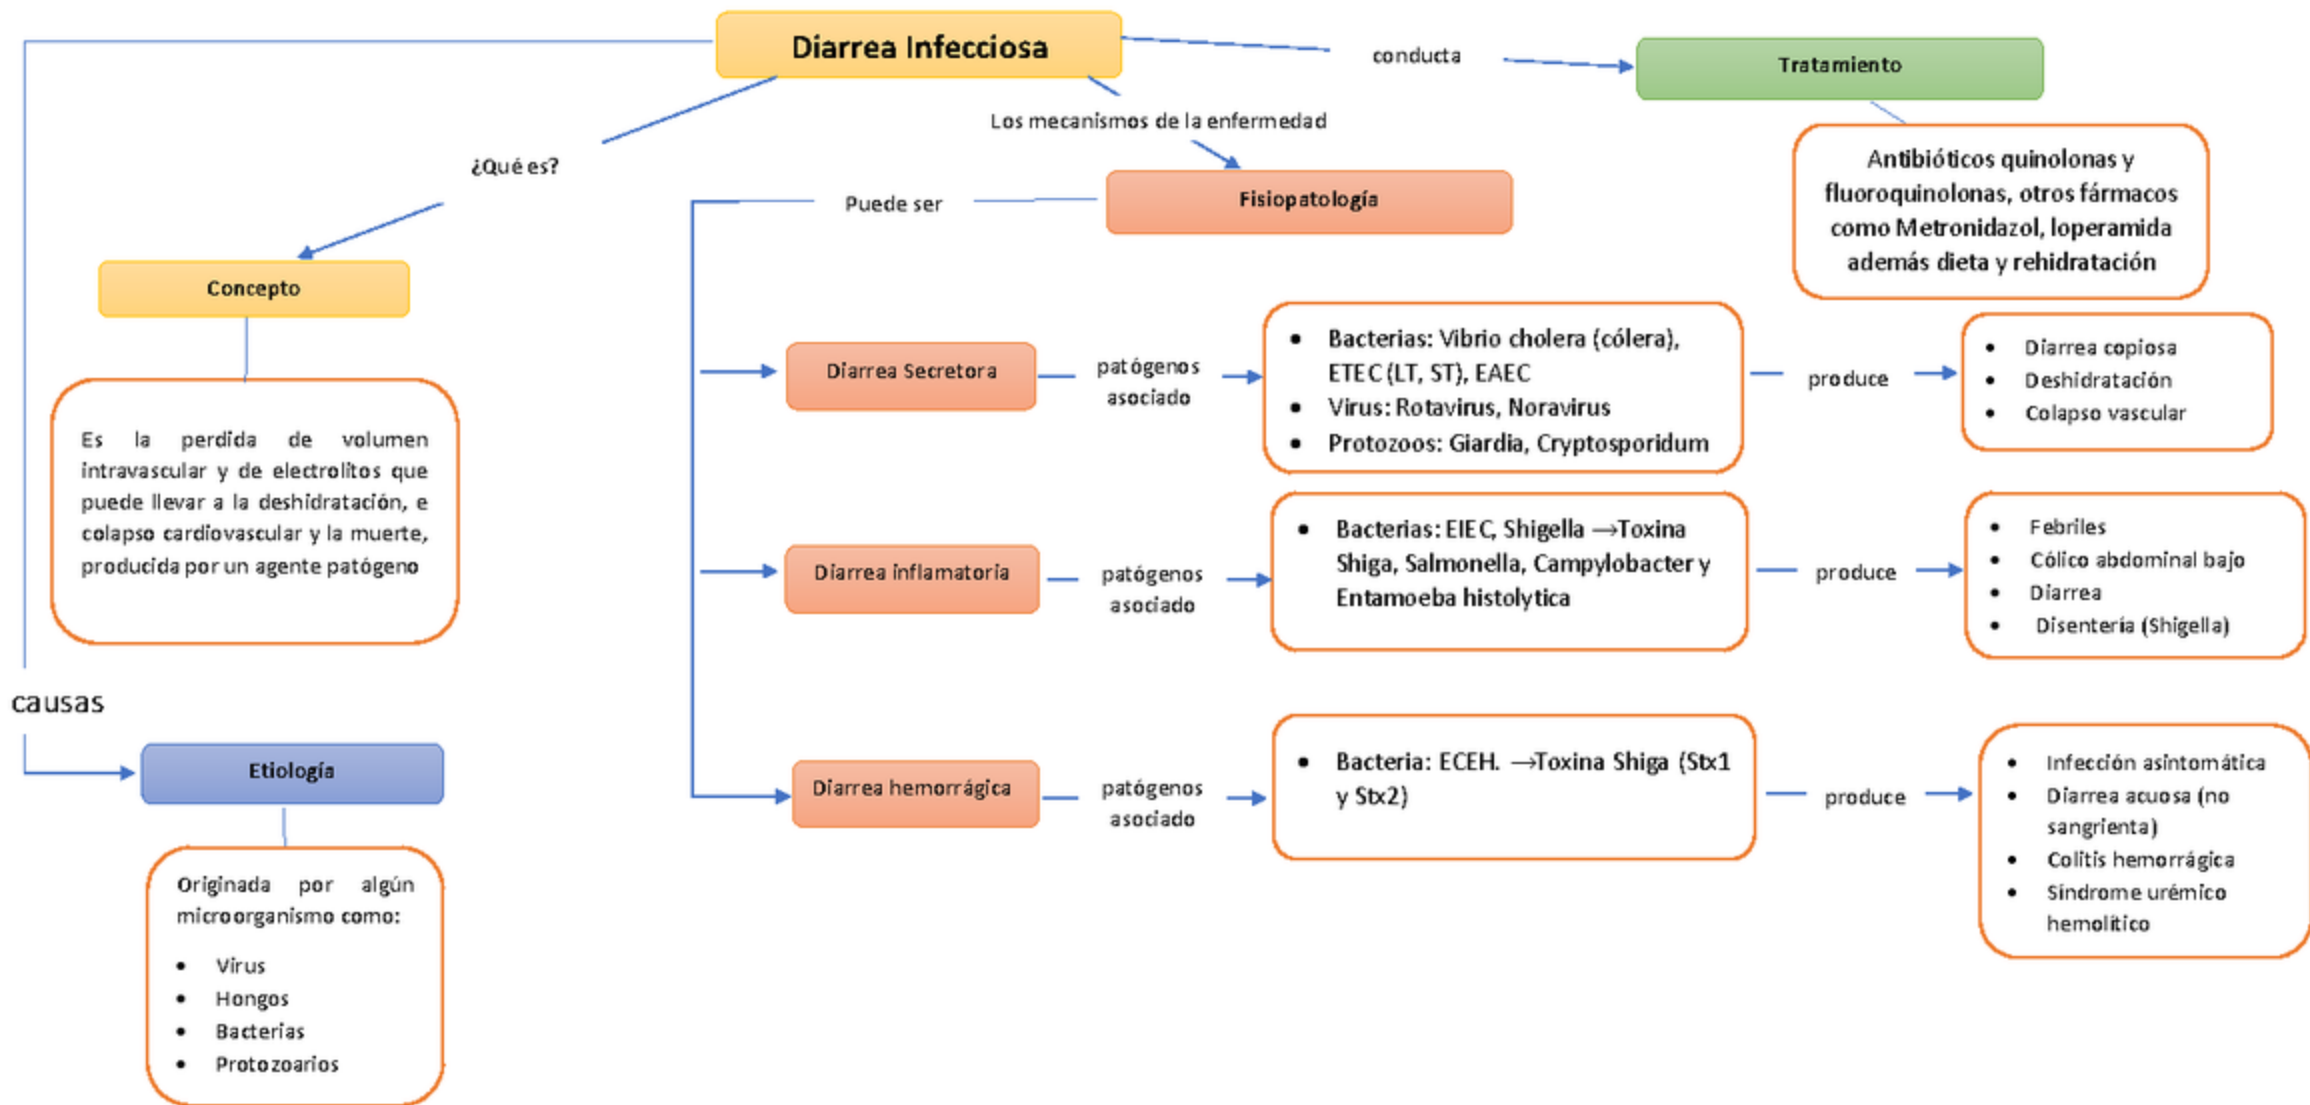 Diarrea Infecciosa
conducta
Tratamiento
Los mecanismos de la enfermedad
¿Qué es?
Antibióticos quinolonas y
fluoroquinolonas, otros fármacos
como Metronidazol, loperamida
además dieta y rehidratación
Puede ser
Fisiopatología
Concepto
Es la perdida de volumen
intravascular y de electrolitos que
puede llevar a la deshidratación, e
colapso cardiovascular y la muerte,
producida por un agente patógeno
Diarrea Secretora
patógenos
asociado
• Bacterias: Vibrio cholera (cólera),
ETEC (LT, ST), EAEC
• Virus: Rotavirus, Noravirus
• Protozoos: Giardia, Cryptosporidum
produce
• Diarrea copiosa
• Deshidratación
• Colapso vascular
Diarrea inflamatoria
patógenos
asociado
• Bacterias: EIEC, Shigella →Toxina
Shiga, Salmonella, Campylobacter y
Entamoeba histolytica
produce
• Febriles
• Cólico abdominal bajo
• Diarrea
• Disentería (Shigella)
causas
Etiología
Originada por algún
microorganismo como:
• Virus
• Hongos
• Bacterias
• Protozoarios
Diarrea hemorrágica
patógenos
asociado
• Bacteria: ECEH. →Toxina Shiga (Stx1
y Stx2)
produce
• Infección asintomática
• Diarrea acuosa (no
sangrienta)
• Colitis hemorrágica
• Síndrome urémico
hemolítico